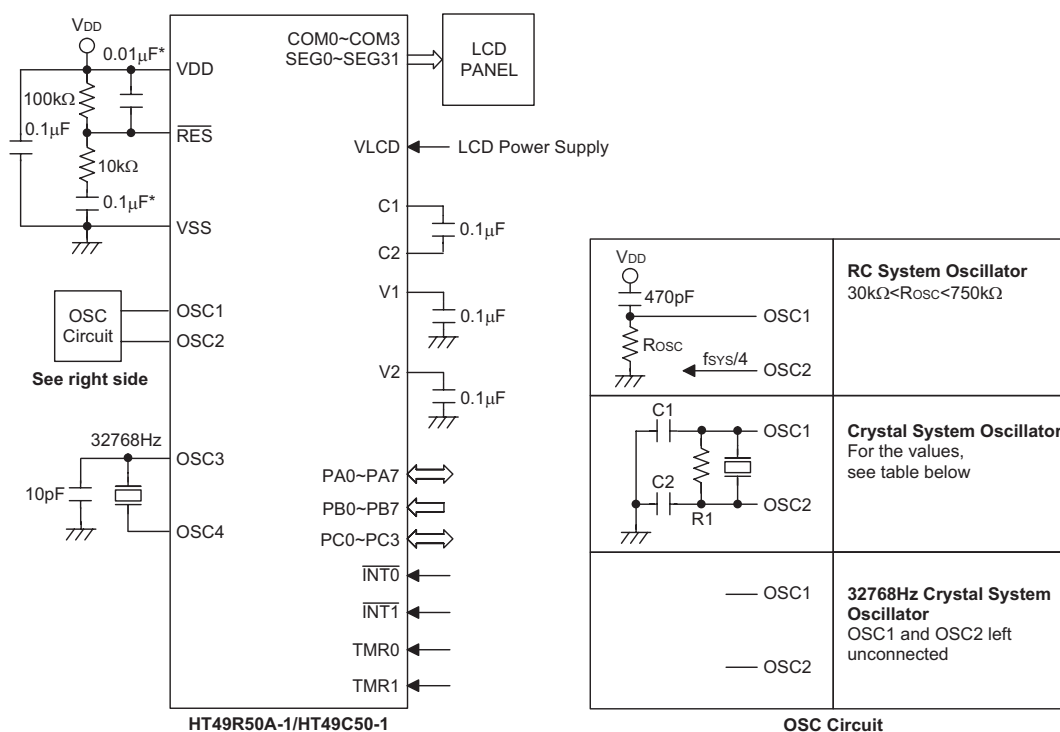 VDD
0.01μF*
VDD
100kΩ
0.1μF
RES
10kΩ
0.1μF*
VSS
OSC
Circuit
OSC1
OSC2
See right side
32768Hz
OSC3
10pF
OSC4
COM0~COM3
SEG0~SEG31
LCD
PANEL
VLCD
LCD Power Supply
C1
0.1μF
C2
V1
0.1μF
V2
0.1μF
PA0~PA7
PB0~PB7
PC0~PC3
INT0
INT1
TMR0
TMR1
HT49R50A-1/HT49C50-1
VDD
470pF
OSC1
ROSC
fSYS/4
OSC2
RC System Oscillator
30kΩ<ROSC<750kΩ
C1
OSC1
C2
R1
OSC2
Crystal System Oscillator
For the values,
see table below
OSC1
OSC2
32768Hz Crystal System
Oscillator
OSC1 and OSC2 left
unconnected
OSC Circuit